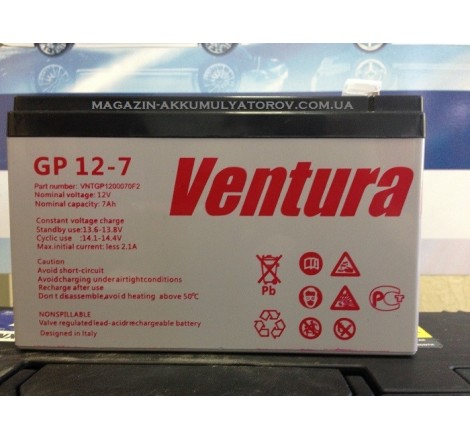 MAGAZIN-AKKUMULYATOROV.COM.UA
GP 12-7
Ventura
Part number: VNTGP1200070F2
Nominal voltage: 12V
Nominal capacity: 7Ah
Constant voltage charge
Standby use:13.6-13.8V
Cyclic use :14.1-14.4V
Max.initial current: less 2.1A
Caution
Avoid short-circuit
Avoidcharging under airtightconditions
Recharge after use
Don t disassemble,avoid heating above 50℃
Pb
PC
NONSPILLABLE
Valve regulated lead-acid rechargeable battery
Designed in Italy